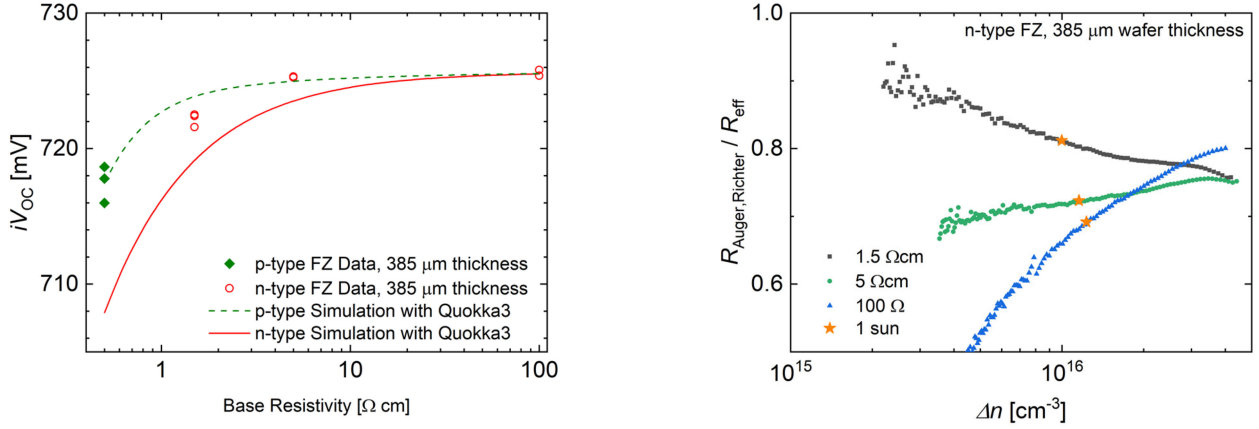 730
720
710
iV_OC [mV]
p-type FZ Data, 385 μm thickness
n-type FZ Data, 385 μm thickness
p-type Simulation with Quokka3
n-type Simulation with Quokka3
1
10
100
Base Resistivity [Ω cm]
1.0
0.8
0.6
R_Auger,Richter / R_eff
n-type FZ, 385 μm wafer thickness
1.5 Ωcm
5 Ωcm
100 Ω
1 sun
10^15
10^16
Δn [cm^-3]